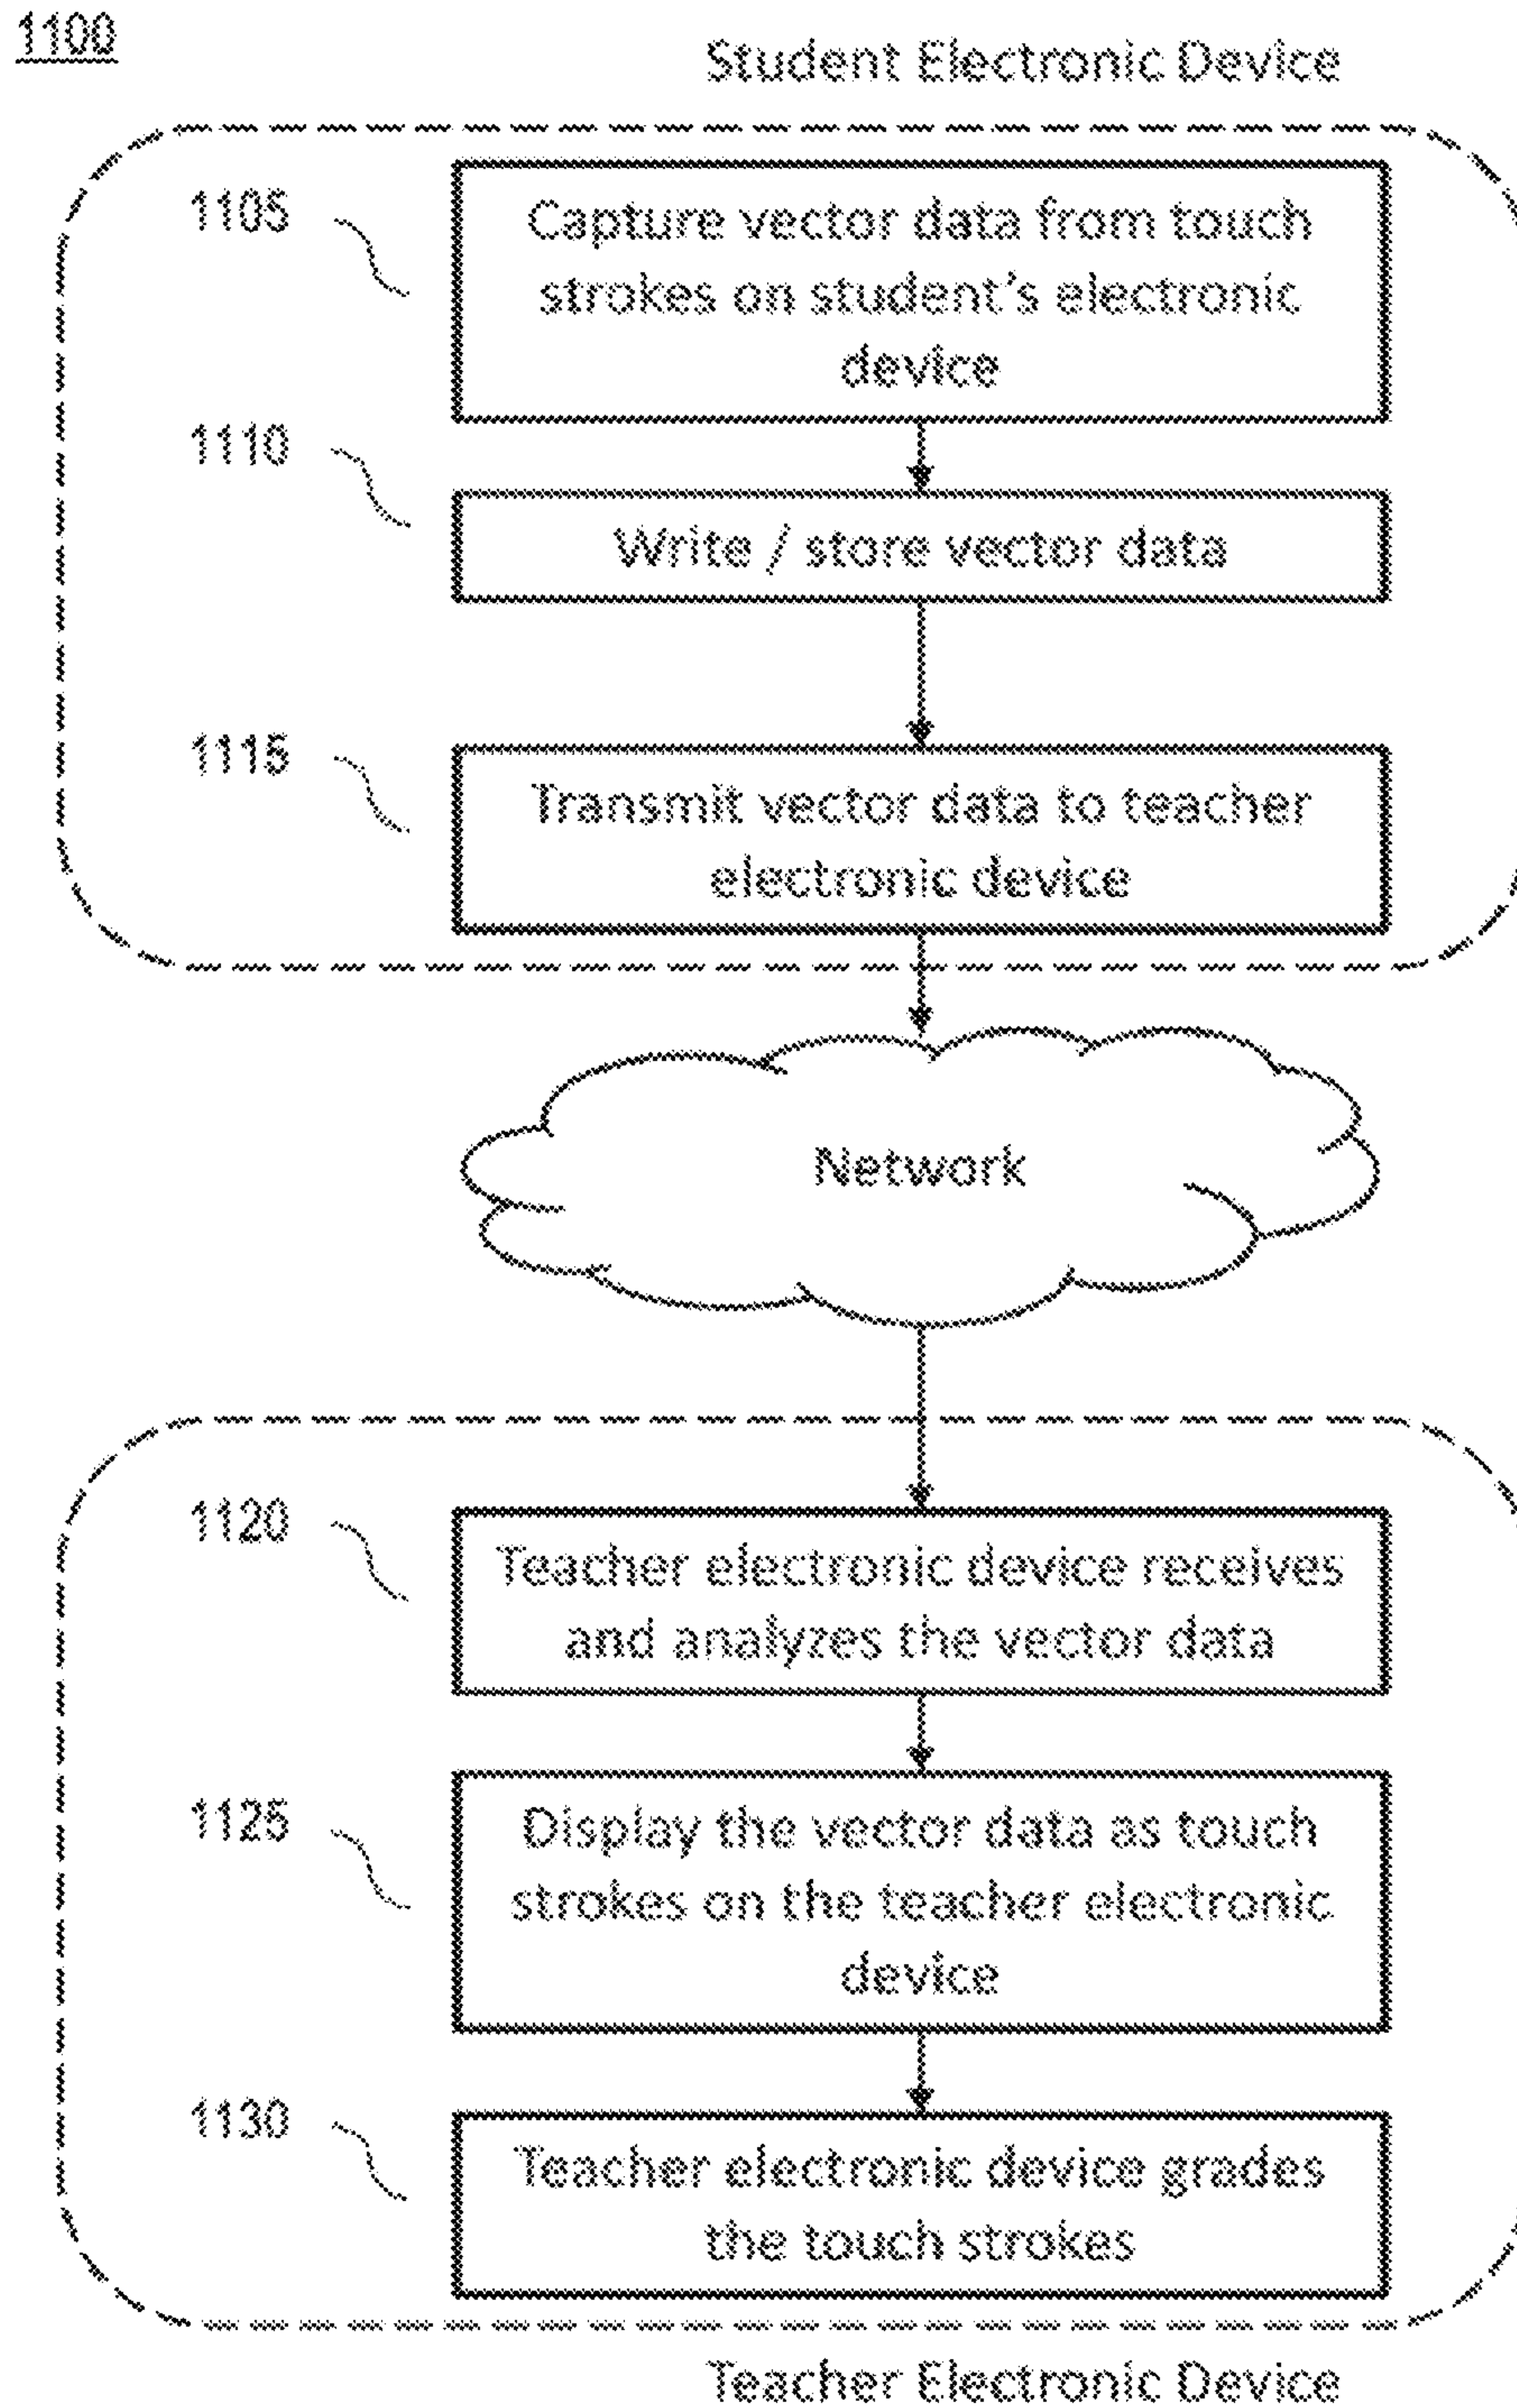 1100
Student Electronic Device
1105
Capture vector data from touch
strokes on student's electronic
device
1110
Write / store vector data
1115
Transmit vector data to teacher
electronic device
Network
1120
Teacher electronic device receives
and analyzes the vector data
1125
Display the vector data as touch
strokes on the teacher electronic
device
1130
Teacher electronic device grades
the touch strokes
Teacher Electronic Device